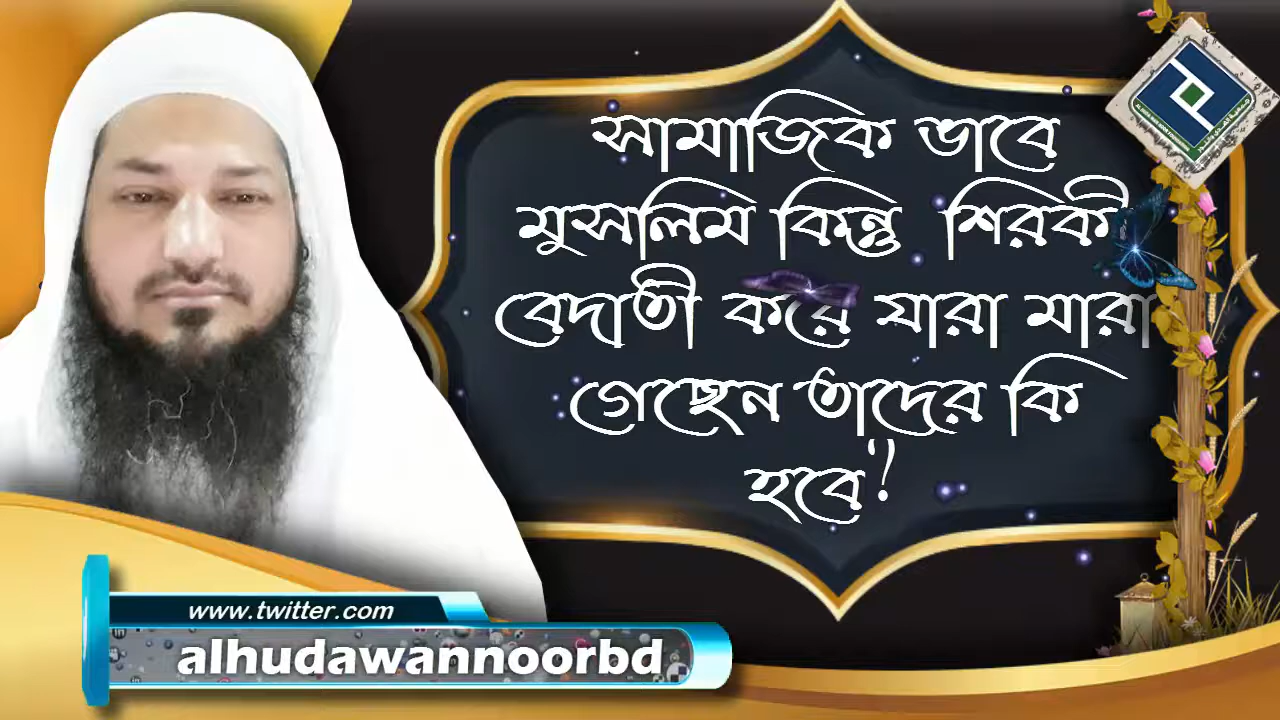 সামাজিক ভাবে
মুসলিম কিন্তু শিরকী
বেদাতী করে যারা মারা
গেছেন তাদের কি
হবে?
www.twitter.com
alhudawannoorbd